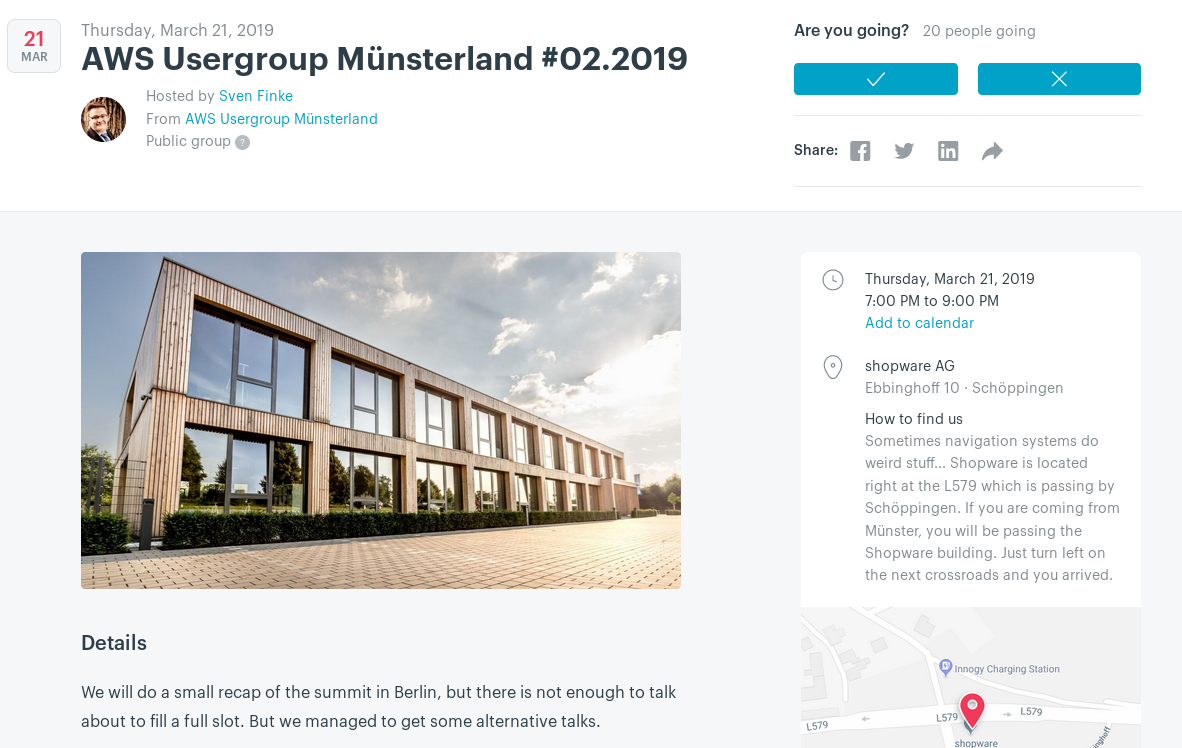 21
MAR
Thursday, March 21, 2019
AWS Usergroup Münsterland #02.2019
Hosted by Sven Finke
From AWS Usergroup Münsterland
Public group ?
Are you going? 20 people going
Share:
Thursday, March 21, 2019
7:00 PM to 9:00 PM
Add to calendar
shopware AG
Ebbinghoff 10 · Schöppingen
How to find us
Sometimes navigation systems do
weird stuff... Shopware is located
right at the L579 which is passing by
Schöppingen. If you are coming from
Münster, you will be passing the
Shopware building. Just turn left on
the next crossroads and you arrived.
Innogy Charging Station
L579
L579
L579
shopware
Details
We will do a small recap of the summit in Berlin, but there is not enough to talk
about to fill a full slot. But we managed to get some alternative talks.